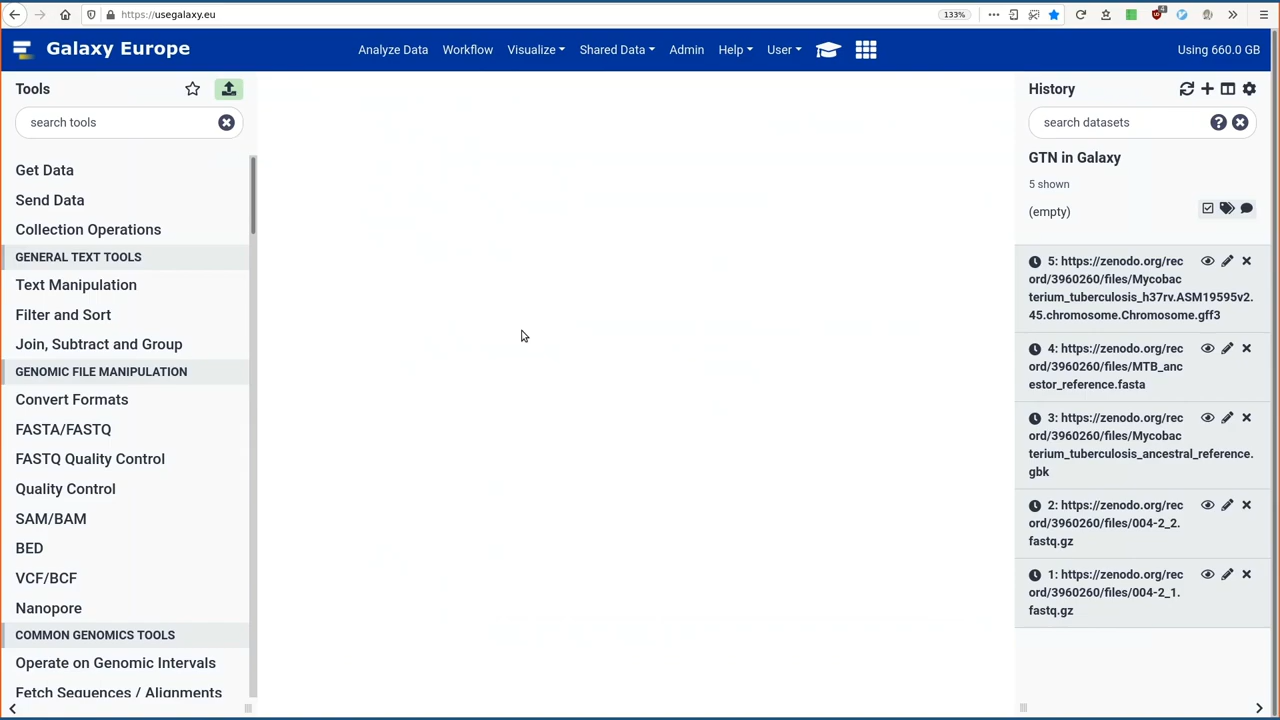 https://usegalaxy.eu
133%
4
Galaxy Europe
Analyze Data
Workflow
Visualize
Shared Data
Admin
Help
User
Using 660.0 GB
Tools
search tools
Get Data
Send Data
Collection Operations
GENERAL TEXT TOOLS
Text Manipulation
Filter and Sort
Join, Subtract and Group
GENOMIC FILE MANIPULATION
Convert Formats
FASTA/FASTQ
FASTQ Quality Control
Quality Control
SAM/BAM
BED
VCF/BCF
Nanopore
COMMON GENOMICS TOOLS
Operate on Genomic Intervals
Fetch Sequences / Alignments
History
search datasets
GTN in Galaxy
5 shown
(empty)
5: https://zenodo.org/rec
ord/3960260/files/Mycobac
terium_tuberculosis_h37rv.ASM19595v2.
45.chromosome.Chromosome.gff3
4: https://zenodo.org/rec
ord/3960260/files/MTB_anc
estor_reference.fasta
3: https://zenodo.org/rec
ord/3960260/files/Mycobac
terium_tuberculosis_ancestral_reference.
gbk
2: https://zenodo.org/rec
ord/3960260/files/004-2_2.
fastq.gz
1: https://zenodo.org/rec
ord/3960260/files/004-2_1.
fastq.gz